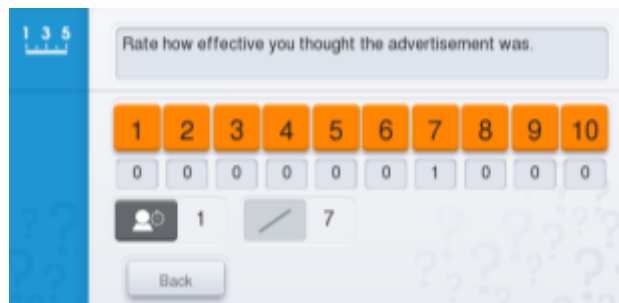 1 3 5
Rate how effective you thought the advertisement was.
1 2 3 4 5 6 7 8 9 10
0 0 0 0 0 0 1 0 0 0
1 7
Back